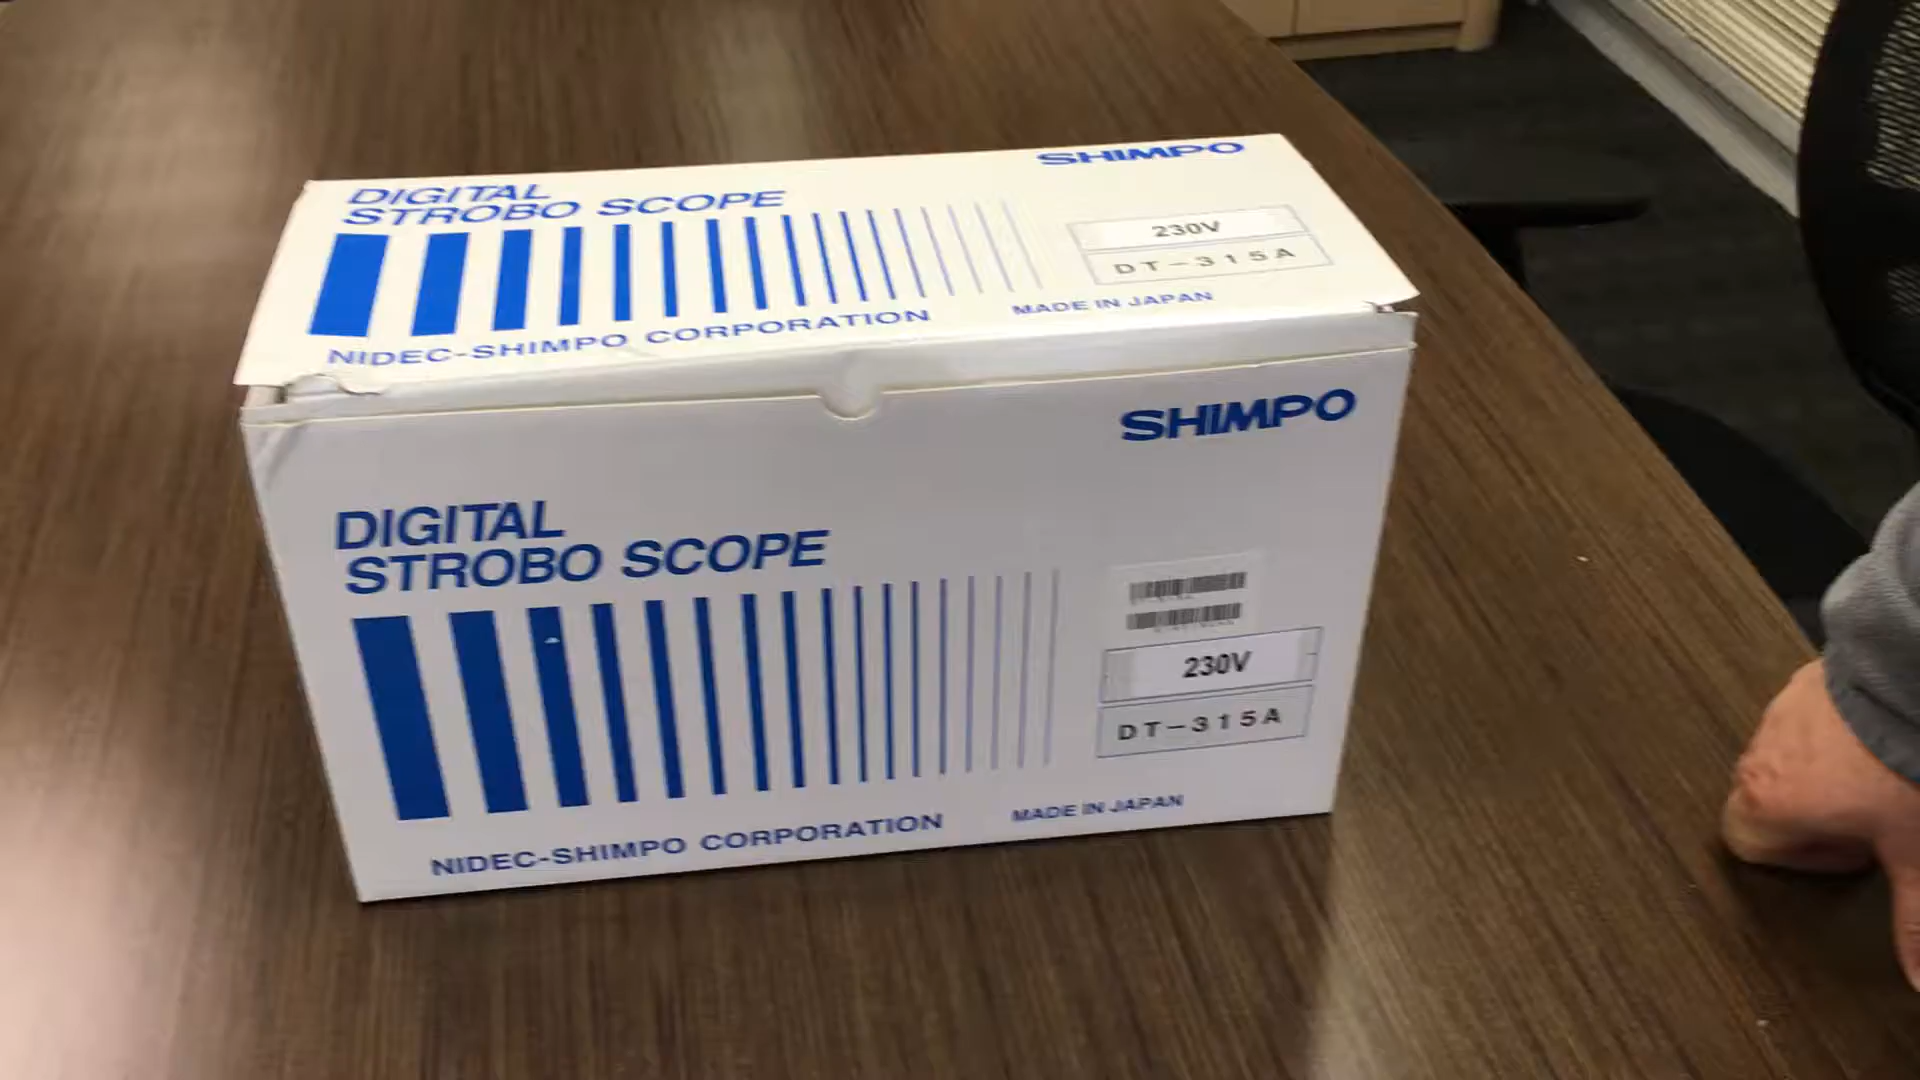 DIGITAL
STROBO SCOPE
SHIMPO
230V
DT-315A
NIDEC-SHIMPO CORPORATION
MADE IN JAPAN
SHIMPO
DIGITAL
STROBO SCOPE
230V
DT-315A
NIDEC-SHIMPO CORPORATION
MADE IN JAPAN